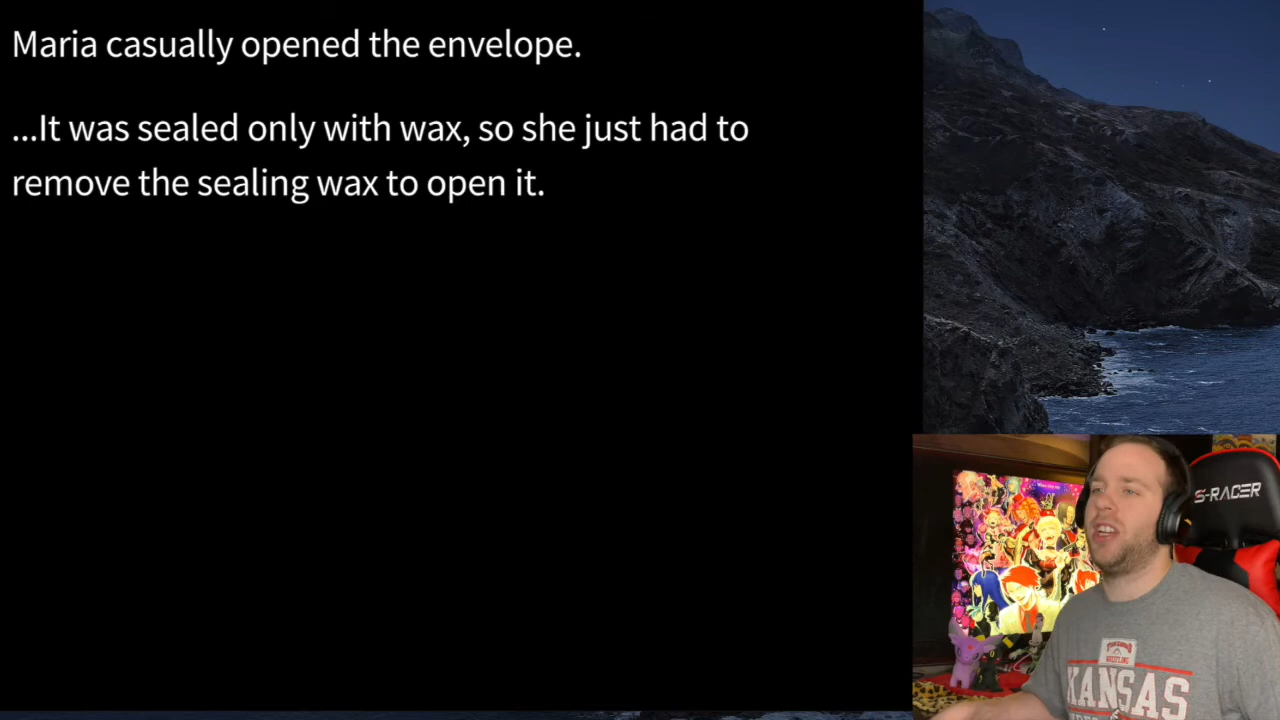 Maria casually opened the envelope.
...It was sealed only with wax, so she just had to
remove the sealing wax to open it.
S-RACER
WRESTLING
KANSAS